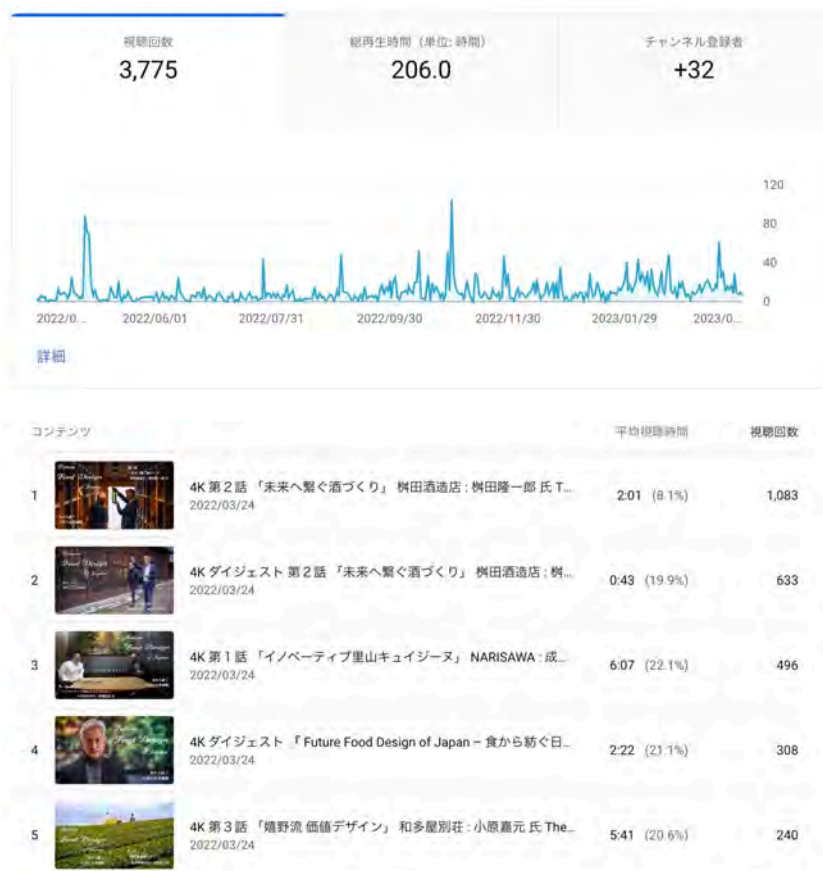 視聴回数
3,775
総再生時間（単位: 時間）
206.0
チャンネル登録者
+32
120
80
40
0
2022/0... 2022/06/01 2022/07/31 2022/09/30 2022/11/30 2023/01/29 2023/0...
詳細
コンテンツ 平均視聴時間 視聴回数
1 4K 第２話 「未来へ繋ぐ酒づくり」 桝田酒造店 : 桝田隆一郎 氏 T... 2:01 (8.1%) 1,083
2022/03/24
2 4K ダイジェスト 第２話 「未来へ繋ぐ酒づくり」 桝田酒造店 : 桝... 0:43 (19.9%) 633
2022/03/24
3 4K 第１話 「イノベーティブ里山キュイジーヌ」 NARISAWA : 成... 6:07 (22.1%) 496
2022/03/24
4 4K ダイジェスト 『 Future Food Design of Japan – 食から紡ぐ日... 2:22 (21.1%) 308
2022/03/24
5 4K 第３話 「嬉野流 価値デザイン」 和多屋別荘 : 小原嘉元 氏 The... 5:41 (20.6%) 240
2022/03/24